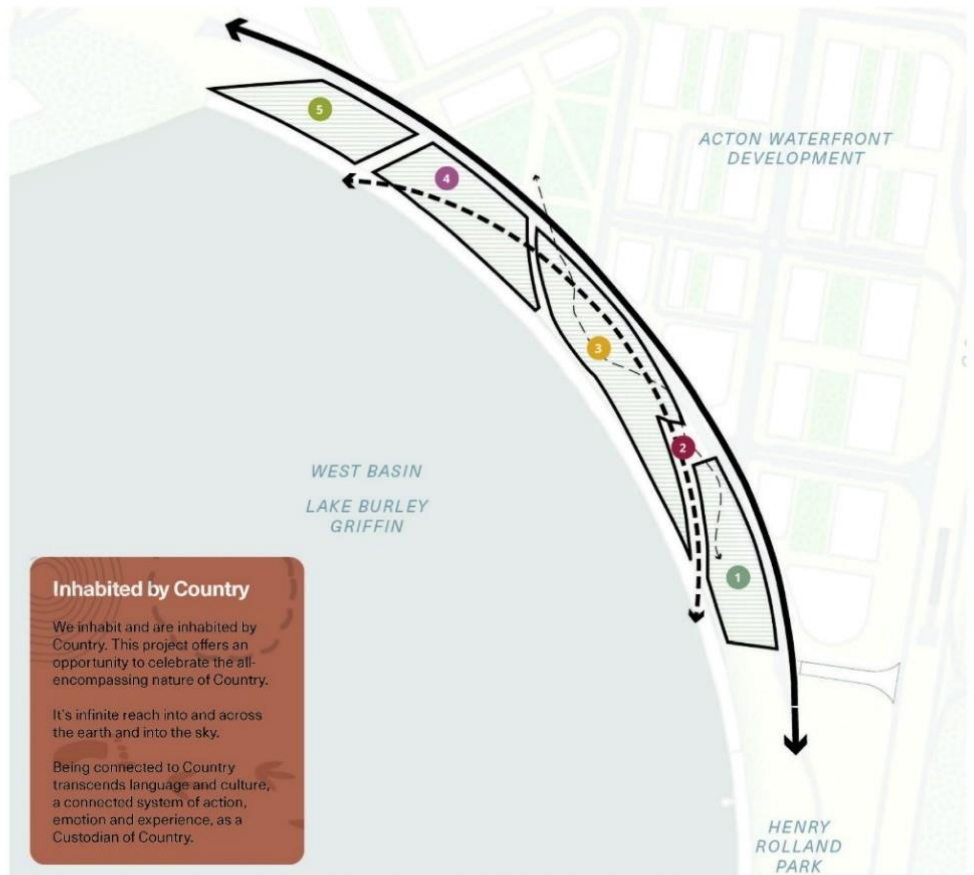 5
4
ACTON WATERFRONT
DEVELOPMENT
3
2
WEST BASIN
LAKE BURLEY
GRIFFIN
1
Inhabited by Country
We inhabit and are inhabited by
Country. This project offers an
opportunity to celebrate the all-
encompassing nature of Country.
It's infinite reach into and across
the earth and into the sky.
Being connected to Country
transcends language and culture,
a connected system of action,
emotion and experience, as a
Custodian of Country.
HENRY
ROLLAND
PARK